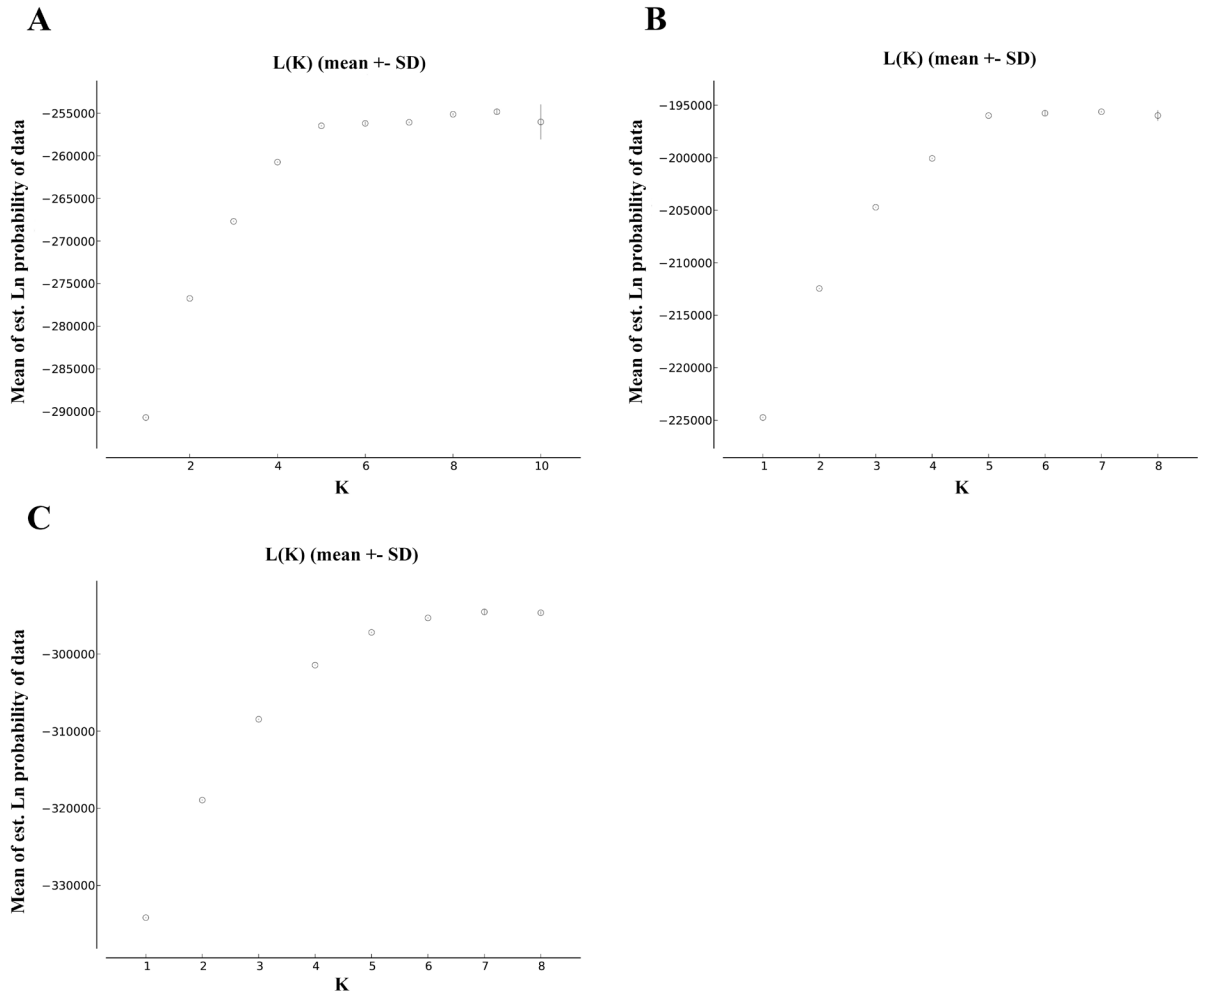 A
L(K) (mean +- SD)
Mean of est. Ln probability of data
−255000
−260000
−265000
−270000
−275000
−280000
−285000
−290000
2 4 6 8 10
K
B
L(K) (mean +- SD)
Mean of est. Ln probability of data
−195000
−200000
−205000
−210000
−215000
−220000
−225000
1 2 3 4 5 6 7 8
K
C
L(K) (mean +- SD)
Mean of est. Ln probability of data
−300000
−310000
−320000
−330000
1 2 3 4 5 6 7 8
K